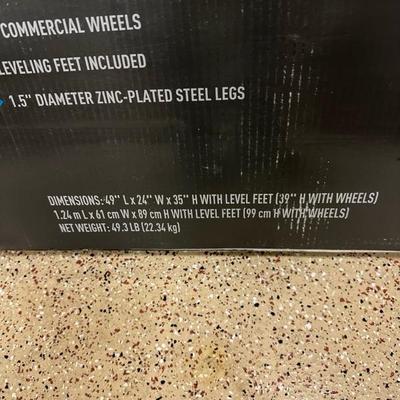 COMMERCIAL WHEELS
LEVELING FEET INCLUDED
1.5" DIAMETER ZINC-PLATED STEEL LEGS
DIMENSIONS: 49" L x 24" W x 35" H WITH LEVEL FEET (39" H WITH WHEELS)
1.24 m L x 61 cm W x 89 cm H WITH LEVEL FEET (99 cm H WITH WHEELS)
NET WEIGHT: 49.3 LB (22.34 kg)